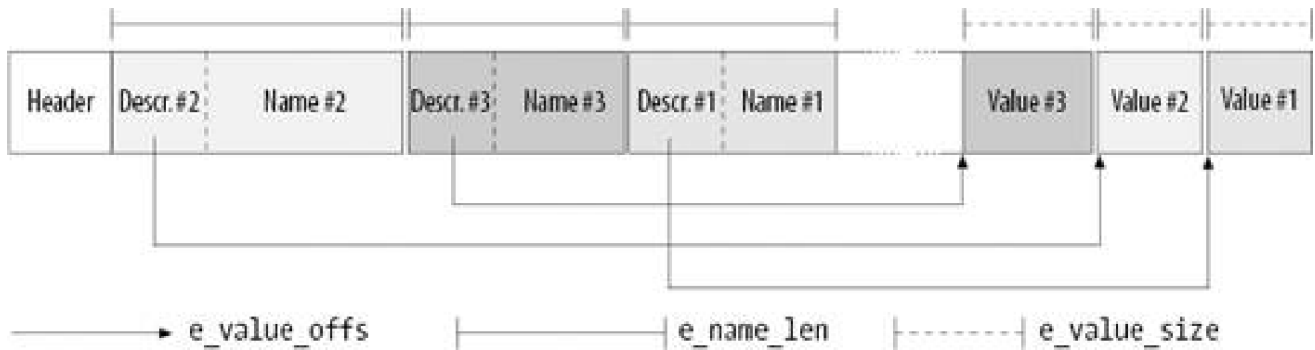 Header Descr. #2 Name #2 Descr. #3 Name #3 Descr. #1 Name #1 Value #3 Value #2 Value #1
e_value_offs e_name_len e_value_size